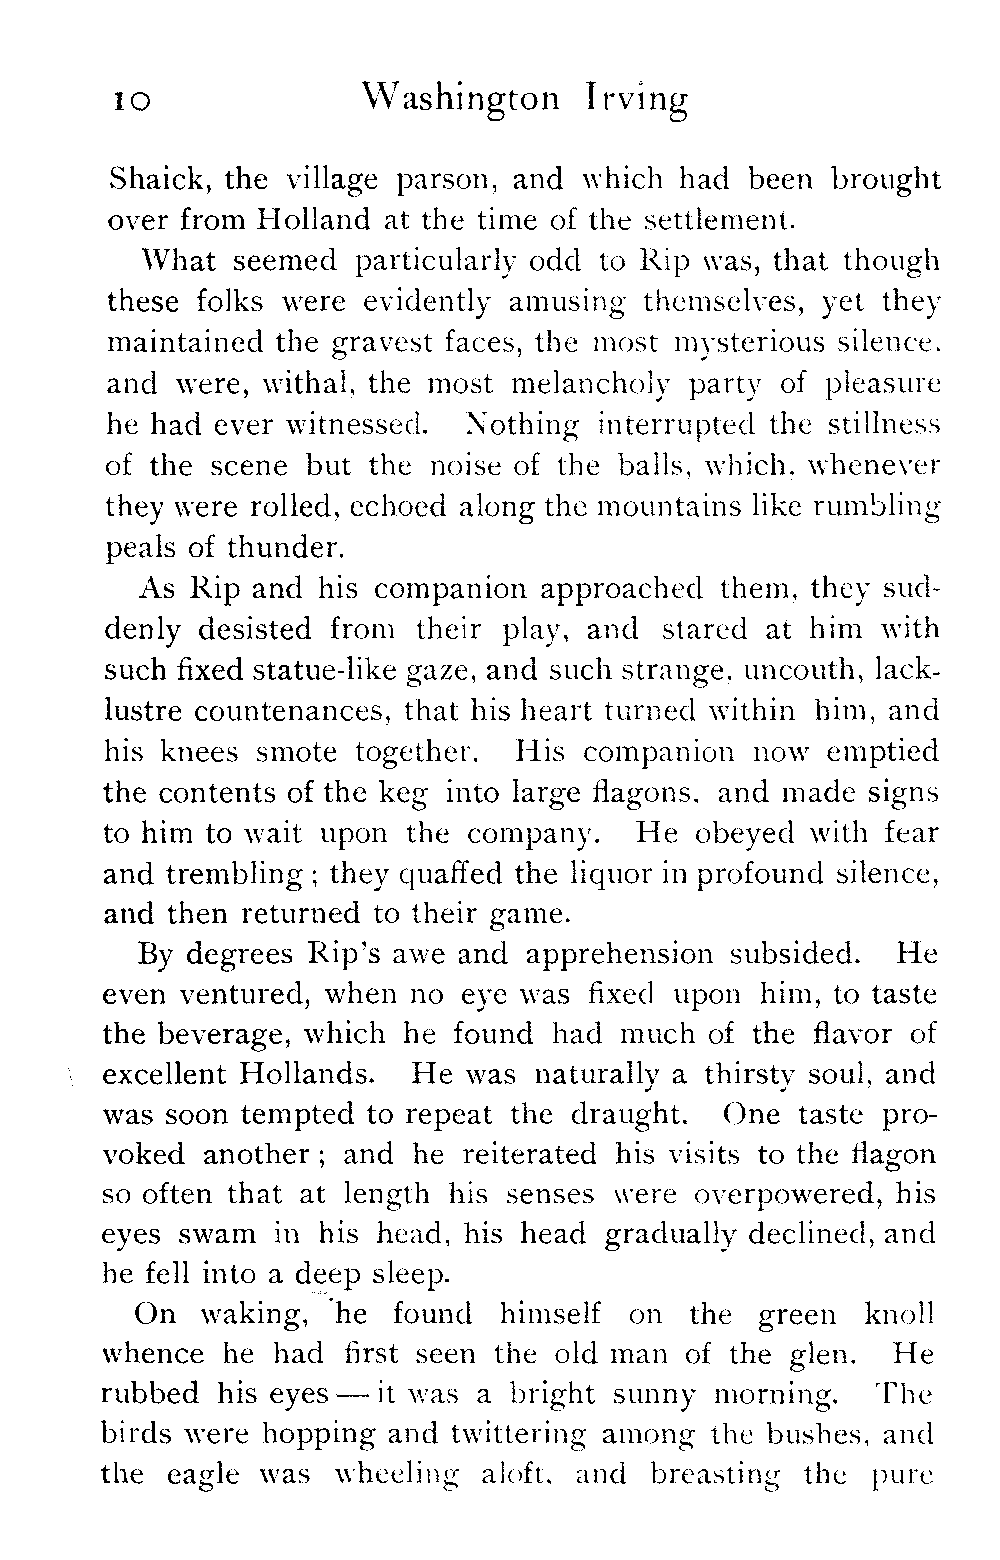 10 Washington Irving
Shaick, the village parson, and which had been brought
over from Holland at the time of the settlement.
What seemed particularly odd to Rip was, that though
these folks were evidently amusing themselves, yet they
maintained the gravest faces, the most mysterious silence,
and were, withal, the most melancholy party of pleasure
he had ever witnessed. Nothing interrupted the stillness
of the scene but the noise of the balls, which, whenever
they were rolled, echoed along the mountains like rumbling
peals of thunder.
As Rip and his companion approached them, they sud-
denly desisted from their play, and stared at him with
such fixed statue-like gaze, and such strange, uncouth, lack-
lustre countenances, that his heart turned within him, and
his knees smote together. His companion now emptied
the contents of the keg into large flagons, and made signs
to him to wait upon the company. He obeyed with fear
and trembling; they quaffed the liquor in profound silence,
and then returned to their game.
By degrees Rip's awe and apprehension subsided. He
even ventured, when no eye was fixed upon him, to taste
the beverage, which he found had much of the flavor of
excellent Hollands. He was naturally a thirsty soul, and
was soon tempted to repeat the draught. One taste pro-
voked another; and he reiterated his visits to the flagon
so often that at length his senses were overpowered, his
eyes swam in his head, his head gradually declined, and
he fell into a deep sleep.
On waking, he found himself on the green knoll
whence he had first seen the old man of the glen. He
rubbed his eyes — it was a bright sunny morning. The
birds were hopping and twittering among the bushes, and
the eagle was wheeling aloft, and breasting the pure